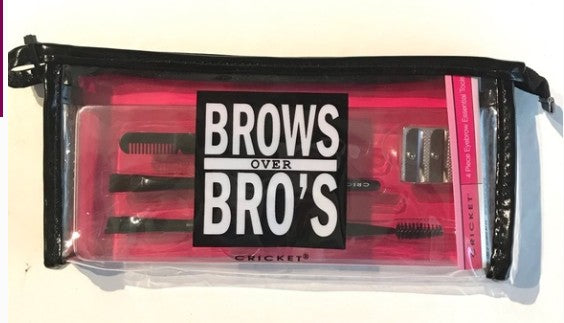 BROWS
OVER
BRO'S
CRICKET®
4 Piece Eyebrow Essential Tools
CRICKET